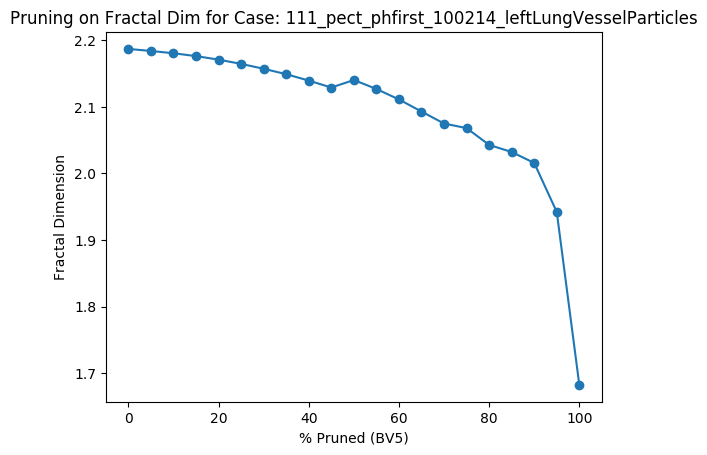 Pruning on Fractal Dim for Case: 111_pect_phfirst_100214_leftLungVesselParticles
2.2
2.1
2.0
1.9
1.8
1.7
Fractal Dimension
0 20 40 60 80 100
% Pruned (BV5)